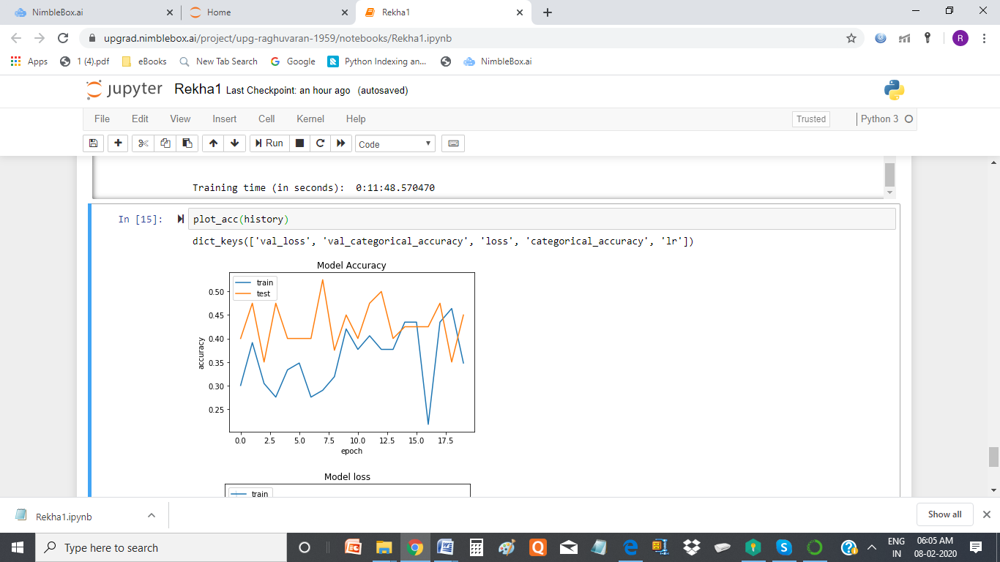 NimbleBox.ai
Home
Rekha1
upgrad.nimblebox.ai/project/upg-raghuvaran-1959/notebooks/Rekha1.ipynb
R
Apps
1 (4).pdf
eBooks
New Tab Search
Google
Python Indexing an...
NimbleBox.ai
jupyter Rekha1 Last Checkpoint: an hour ago (autosaved)
File Edit View Insert Cell Kernel Help
Trusted
Python 3
Run
Code
Training time (in seconds):  0:11:48.570470
In [15]: plot_acc(history)
dict_keys(['val_loss', 'val_categorical_accuracy', 'loss', 'categorical_accuracy', 'lr'])
Model Accuracy
train
test
0.50
0.45
0.40
0.35
0.30
0.25
accuracy
0.0 2.5 5.0 7.5 10.0 12.5 15.0 17.5
epoch
Model loss
train
Rekha1.ipynb
Show all
Type here to search
ENG
IN
06:05 AM
08-02-2020